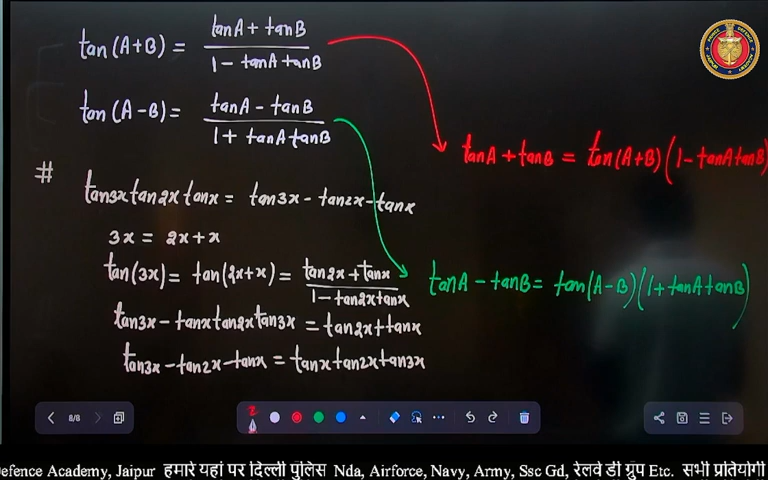 tan(A+B) = (tanA + tanB)/(1 - tanA tanB)
tan(A-B) = (tanA - tanB)/(1 + tanA tanB)
tanA + tanB = tan(A+B)(1 - tanA tanB)
# tan3x tan2x tanx = tan3x - tan2x - tanx
3x = 2x + x
tan(3x) = tan(2x+x) = (tan2x + tanx)/(1 - tan2x tanx)
tanA - tanB = tan(A-B)(1 + tanA tanB)
tan3x - tanx tan2x tan3x = tan2x + tanx
tan3x - tan2x - tanx = tanx tan2x tan3x
8/8
efence Academy, Jaipur हमारे यहां पर दिल्ली पुलिस Nda, Airforce, Navy, Army, Ssc Gd, रेलवे डी ग्रुप Etc. सभी प्रतियोगी